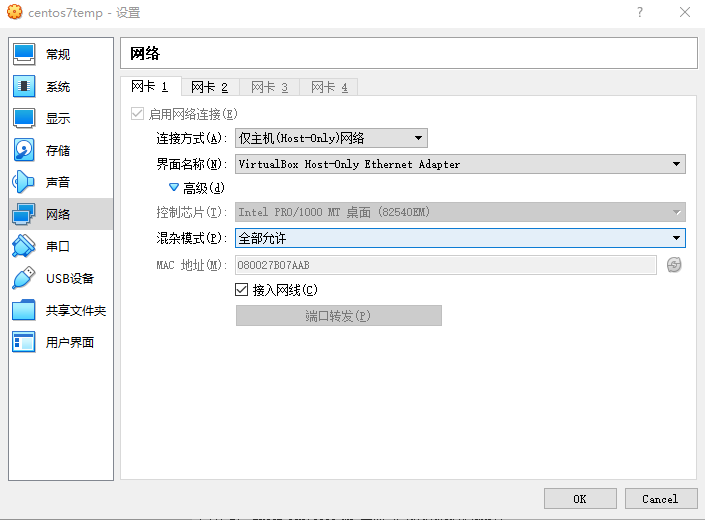 centos7temp - 设置
常规
系统
显示
存储
声音
网络
串口
USB设备
共享文件夹
用户界面
网络
网卡 1 网卡 2 网卡 3 网卡 4
启用网络连接(E)
连接方式(A): 仅主机(Host-Only)网络
界面名称(N): VirtualBox Host-Only Ethernet Adapter
高级(d)
控制芯片(T): Intel PRO/1000 MT 桌面 (82540EM)
混杂模式(P): 全部允许
MAC 地址(M): 080027B07AAB
接入网线(C)
端口转发(P)
OK Cancel